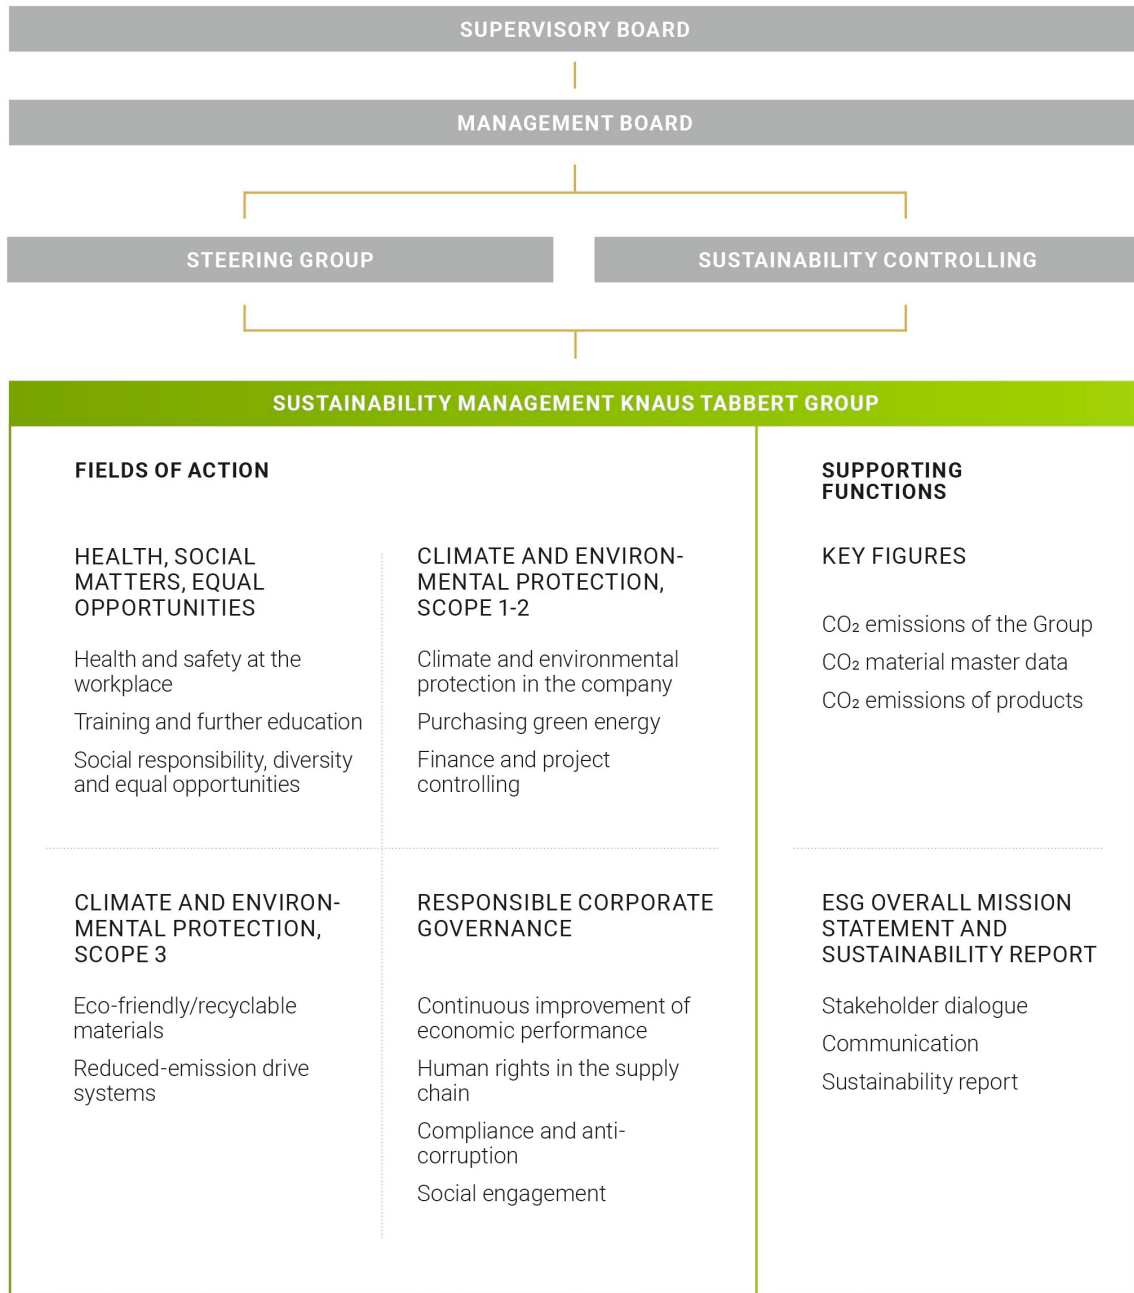 SUPERVISORY BOARD
MANAGEMENT BOARD
STEERING GROUP
SUSTAINABILITY CONTROLLING
SUSTAINABILITY MANAGEMENT KNAUS TABBERT GROUP
FIELDS OF ACTION
HEALTH, SOCIAL
MATTERS, EQUAL
OPPORTUNITIES
Health and safety at the
workplace
Training and further education
Social responsibility, diversity
and equal opportunities
CLIMATE AND ENVIRON-
MENTAL PROTECTION,
SCOPE 1-2
Climate and environmental
protection in the company
Purchasing green energy
Finance and project
controlling
CLIMATE AND ENVIRON-
MENTAL PROTECTION,
SCOPE 3
Eco-friendly/recyclable
materials
Reduced-emission drive
systems
RESPONSIBLE CORPORATE
GOVERNANCE
Continuous improvement of
economic performance
Human rights in the supply
chain
Compliance and anti-
corruption
Social engagement
SUPPORTING
FUNCTIONS
KEY FIGURES
CO₂ emissions of the Group
CO₂ material master data
CO₂ emissions of products
ESG OVERALL MISSION
STATEMENT AND
SUSTAINABILITY REPORT
Stakeholder dialogue
Communication
Sustainability report